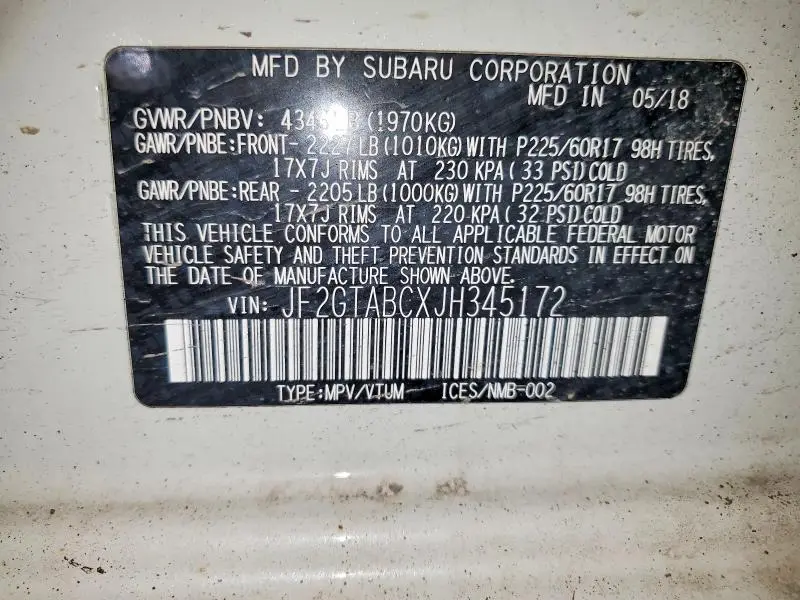 MFD BY SUBARU CORPORATION
MFD IN 05/18
GVWR/PNBV: (1970KG)
GAWR/PNBE:FRONT- 2227LB(1010KG)WITH P225/60R17 98H TIRES,
17X7J RIMS AT 230 KPA( 33 PSI)COLD
GAWR/PNBE:REAR - 2205LB(1000KG)WITH P225/60R17 98H TIRES,
17X7J RIMS AT 220 KPA( 32 PSI)COLD
THIS VEHICLE CONFORMS TO ALL APPLICABLE FEDERAL MOTOR
VEHICLE SAFETY AND THEFT PREVENTION STANDARDS IN EFFECT ON
THE DATE OF MANUFACTURE SHOWN ABOVE.
VIN: JF2GTABCXJH345172
TYPE:MPV/VTUM ICES/NMB-002